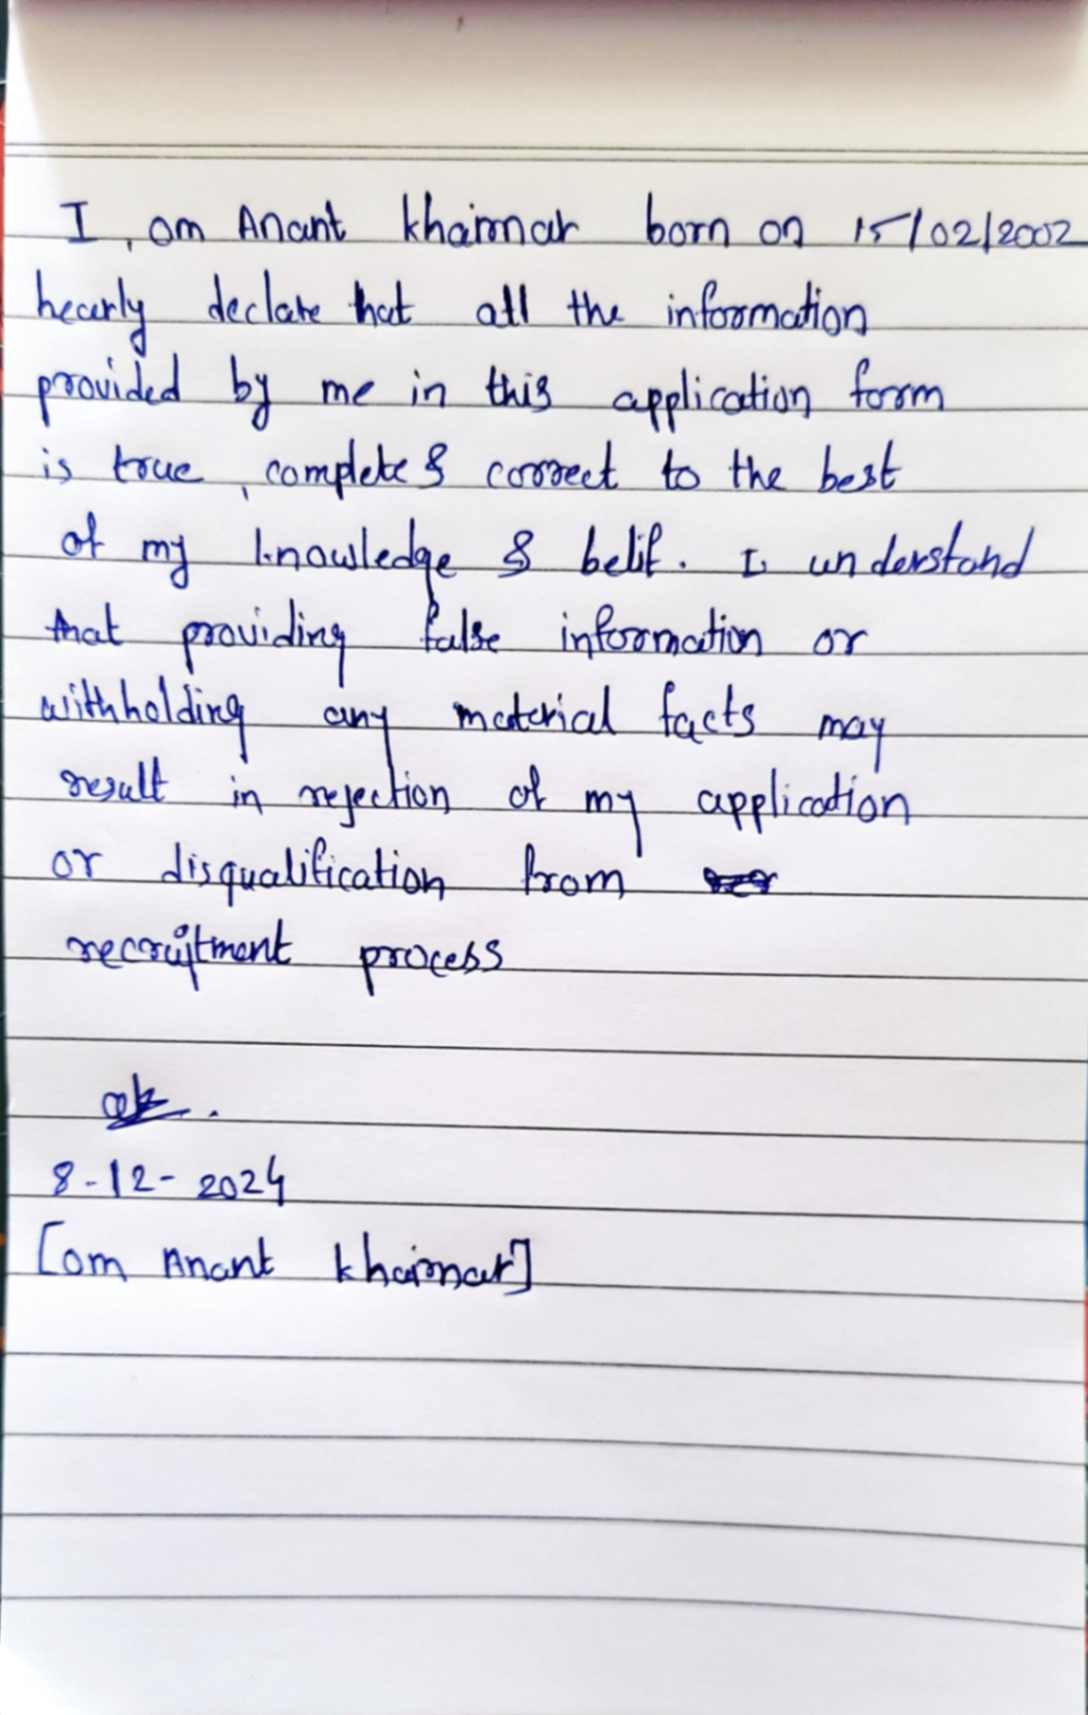 I, om Anant khairnar born on 15/02/2002
hearly declare that all the information
provided by me in this application form
is true, complete & correct to the best
of my knowledge & belif. I understand
that providing false information or
withholding any material facts may
result in rejection of my application
or disqualification from
recruitment process
8-12-2024
[om Anant khairnar]